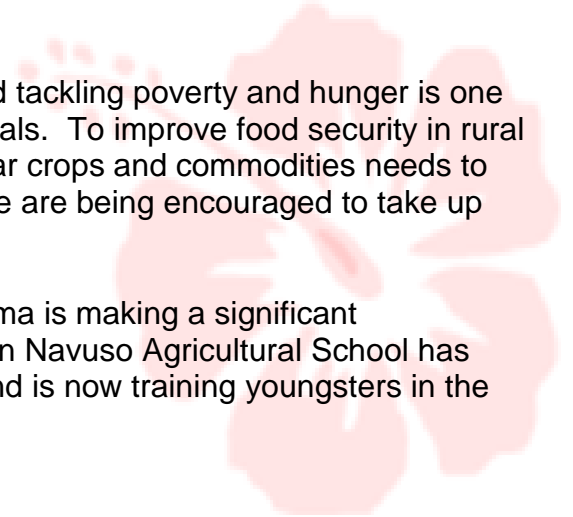 d tackling poverty and hunger is one
als. To improve food security in rural
ar crops and commodities needs to
e are being encouraged to take up
ma is making a significant
n Navuso Agricultural School has
nd is now training youngsters in the